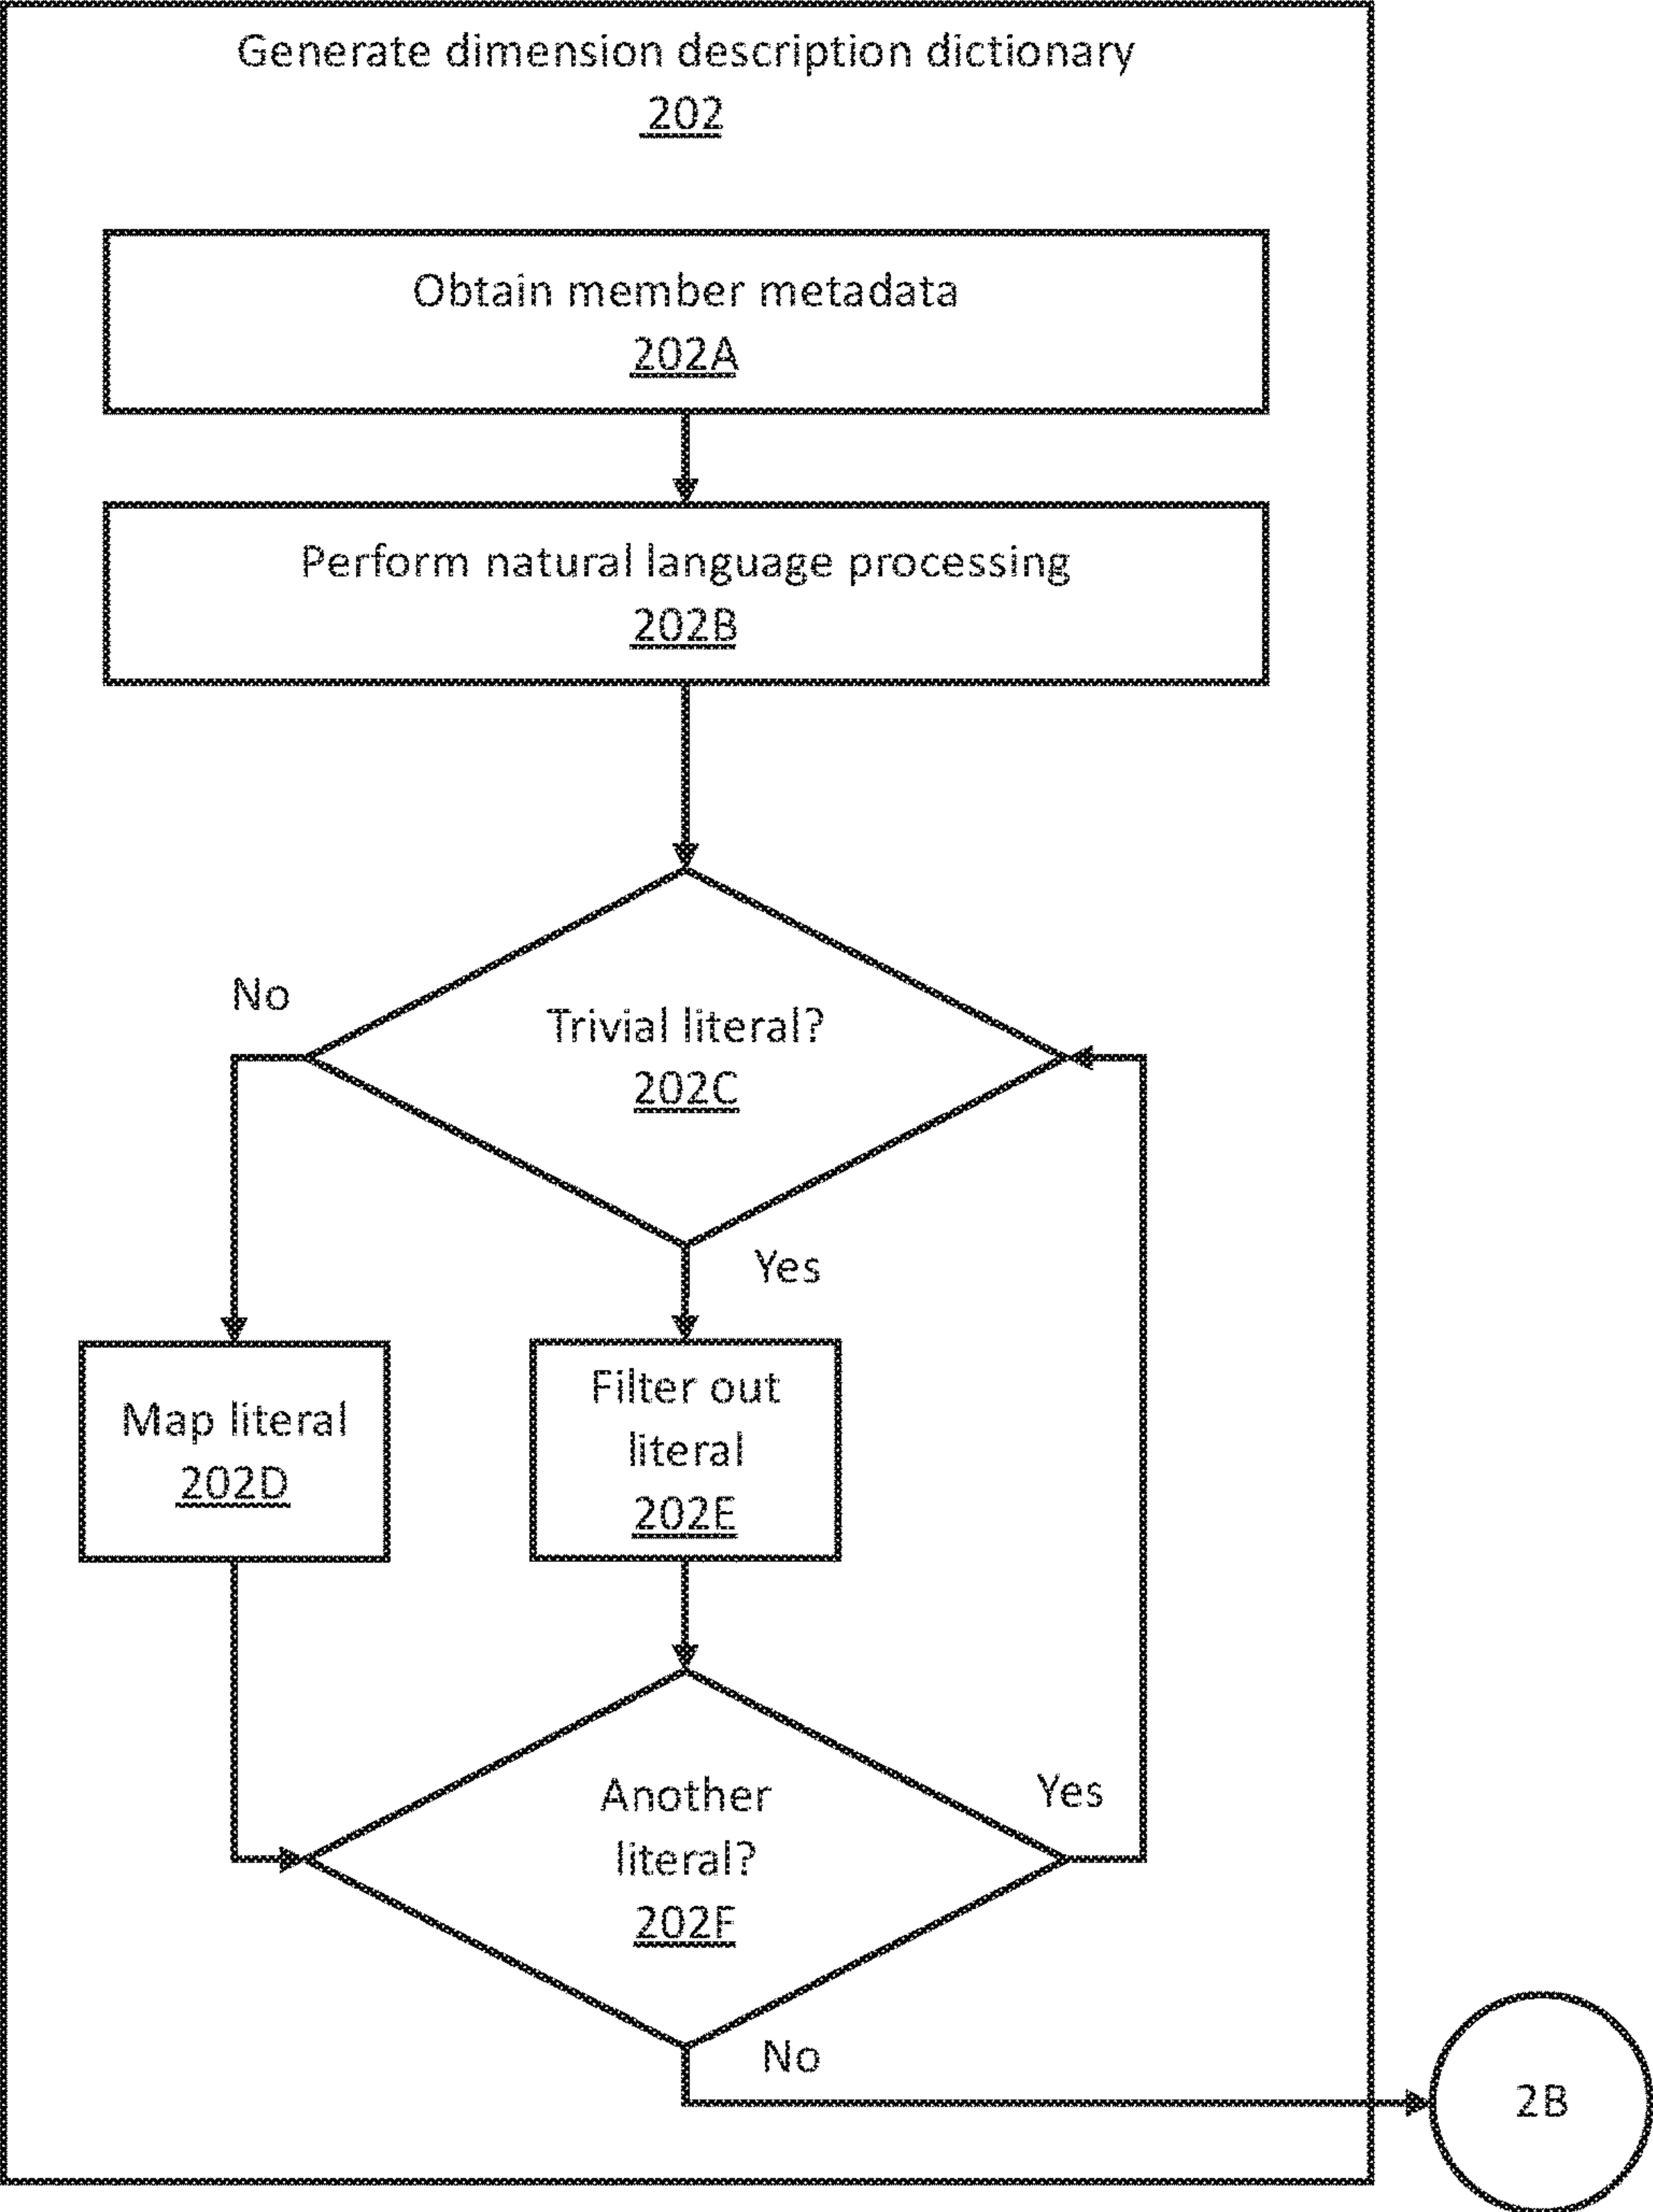 Generate dimension description dictionary
202
Obtain member metadata
202A
Perform natural language processing
202B
No
Trivial literal?
202C
Yes
Map literal
202D
Filter out
literal
202E
Another
literal?
202F
Yes
No
2B